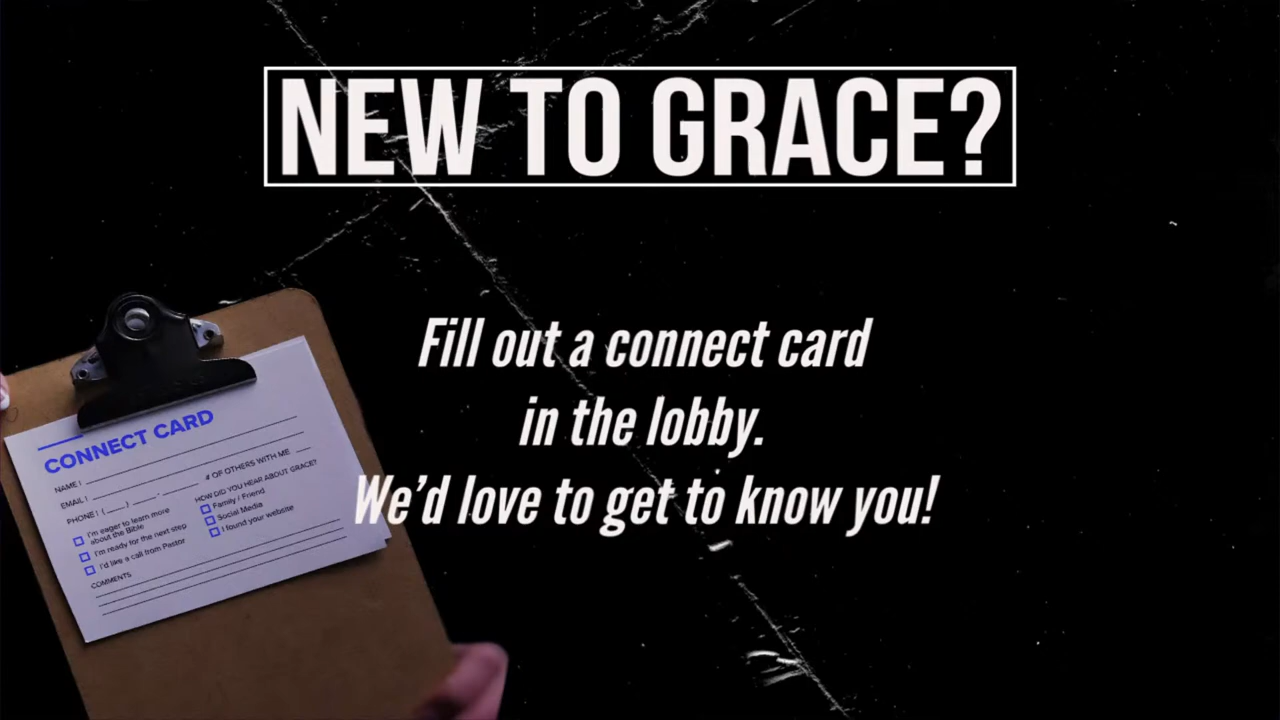 NEW TO GRACE?
Fill out a connect card
in the lobby.
We'd love to get to know you!
CONNECT CARD
NAME |
EMAIL | # OF OTHERS WITH ME
PHONE | ( ) -
HOW DID YOU HEAR ABOUT GRACE?
Family / Friend
Social Media
I found your website
I'm eager to learn more
about the Bible
I'm ready for the next step
I'd like a call from Pastor
COMMENTS